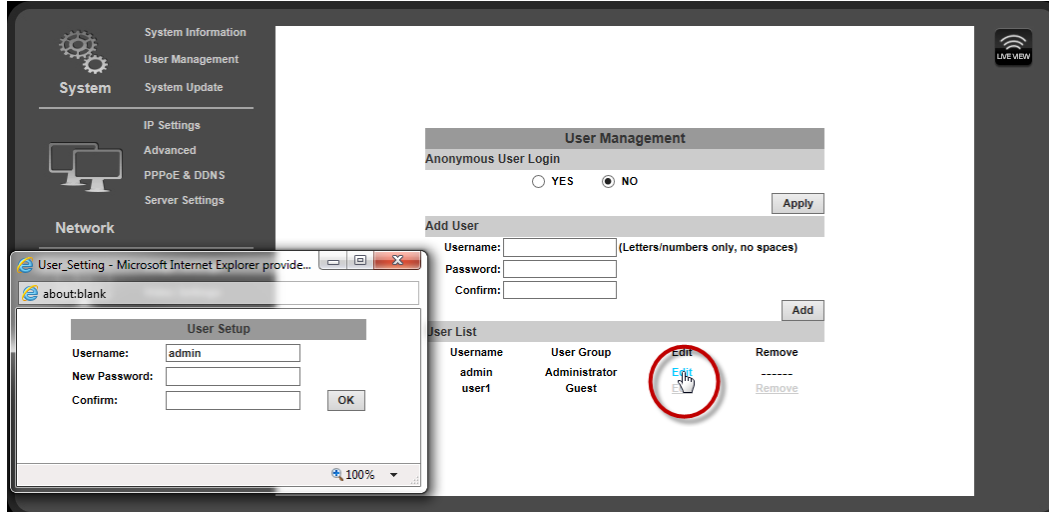 System Information
User Management
System
System Update
IP Settings
Advanced
PPPoE & DDNS
Server Settings
Network
LIVE VIEW
User Management
Anonymous User Login
YES NO
Apply
Add User
Username: (Letters/numbers only, no spaces)
Password:
Confirm:
Add
User List
Username User Group Edit Remove
admin Administrator Edit ------
user1 Guest Remove
User_Setting - Microsoft Internet Explorer provide...
about:blank
User Setup
Username: admin
New Password:
Confirm: OK
100%